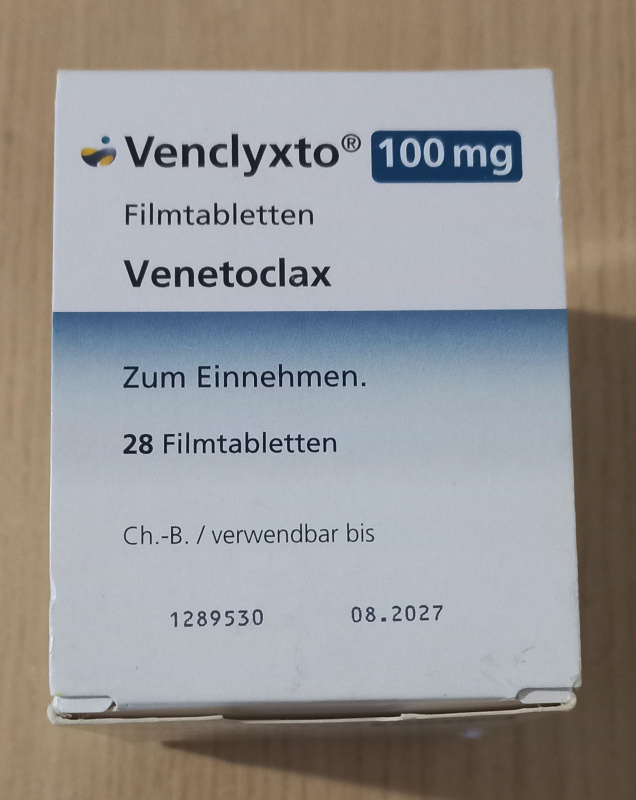 Venclyxto® 100 mg
Filmtabletten
Venetoclax
Zum Einnehmen.
28 Filmtabletten
Ch.-B. / verwendbar bis
1289530 08.2027